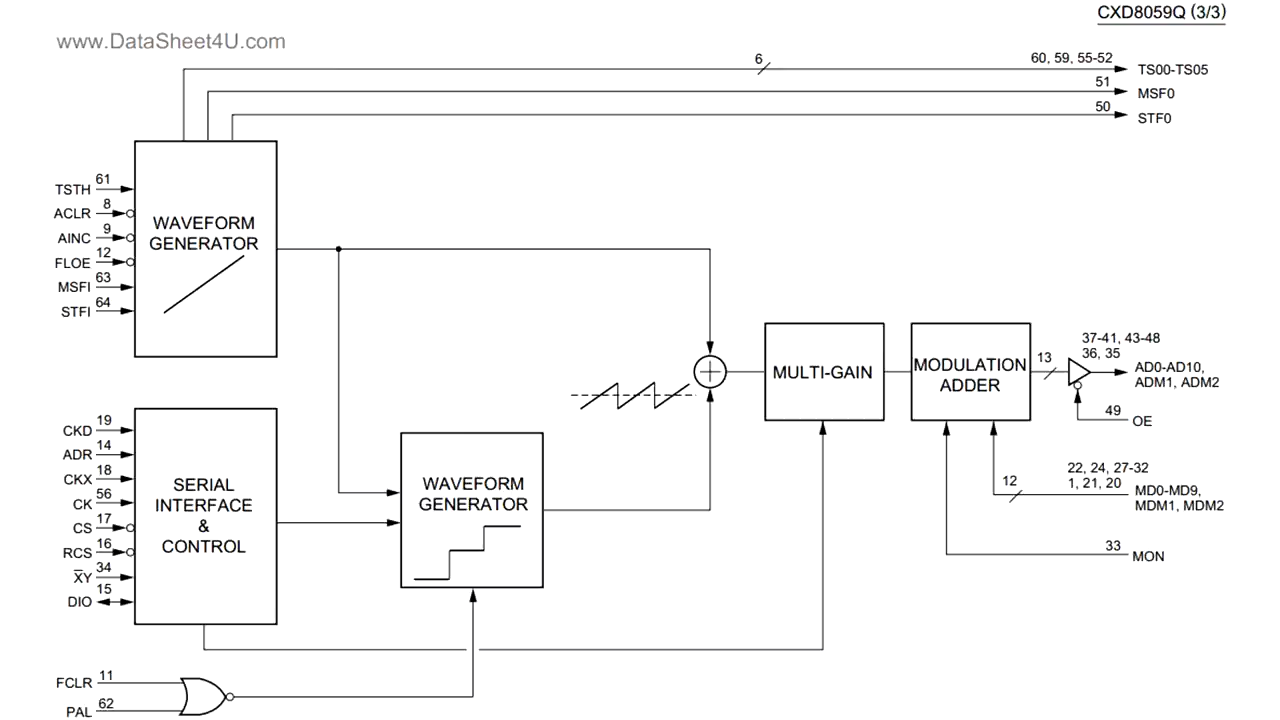 CXD8059Q (3/3)
www.DataSheet4U.com
6
60, 59, 55-52
TS00-TS05
51
MSF0
50
STF0
TSTH 61
ACLR 8
AINC 9
FLOE 12
MSFI 63
STFI 64
WAVEFORM
GENERATOR
CKD 19
ADR 14
CKX 18
CK 56
CS 17
RCS 16
X̅Y 34
DIO 15
SERIAL
INTERFACE
&
CONTROL
WAVEFORM
GENERATOR
MULTI-GAIN
MODULATION
ADDER
13
37-41, 43-48
36, 35
AD0-AD10,
ADM1, ADM2
49
OE
12
22, 24, 27-32
1, 21, 20
MD0-MD9,
MDM1, MDM2
33
MON
FCLR 11
PAL 62